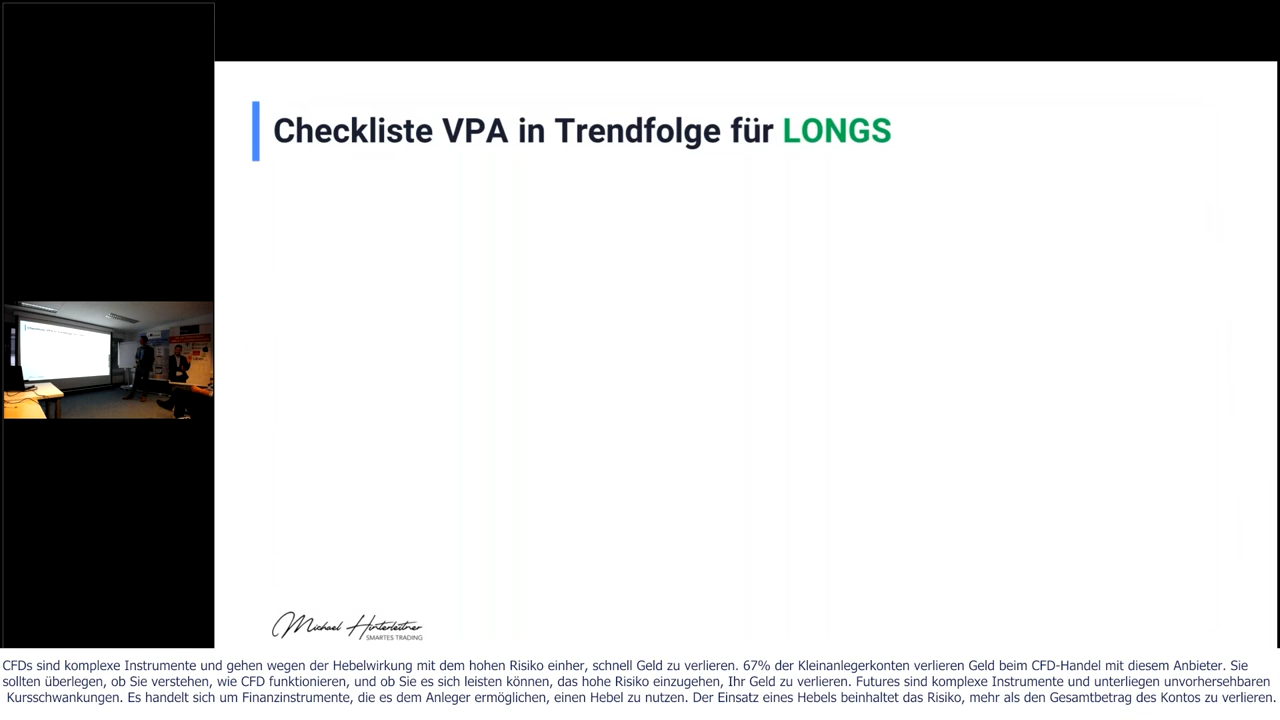 Checkliste VPA in Trendfolge für LONGS
Michael Hinterleitner
SMARTES TRADING
CFDs sind komplexe Instrumente und gehen wegen der Hebelwirkung mit dem hohen Risiko einher, schnell Geld zu verlieren. 67% der Kleinanlegerkonten verlieren Geld beim CFD-Handel mit diesem Anbieter. Sie
sollten überlegen, ob Sie verstehen, wie CFD funktionieren, und ob Sie es sich leisten können, das hohe Risiko einzugehen, Ihr Geld zu verlieren. Futures sind komplexe Instrumente und unterliegen unvorhersehbaren
Kursschwankungen. Es handelt sich um Finanzinstrumente, die es dem Anleger ermöglichen, einen Hebel zu nutzen. Der Einsatz eines Hebels beinhaltet das Risiko, mehr als den Gesamtbetrag des Kontos zu verlieren.